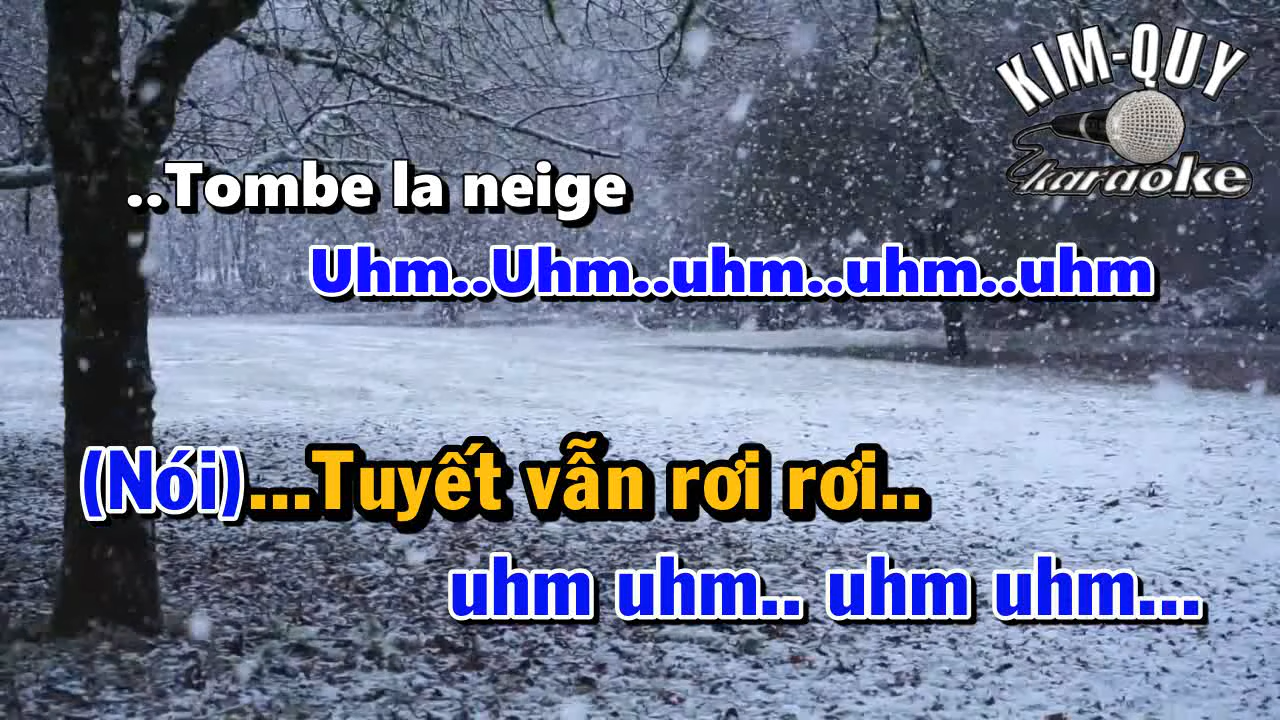 KIM-QUY
karaoke
..Tombe la neige
Uhm..Uhm..uhm..uhm..uhm
(Nói)...Tuyết vẫn rơi rơi..
uhm uhm.. uhm uhm...